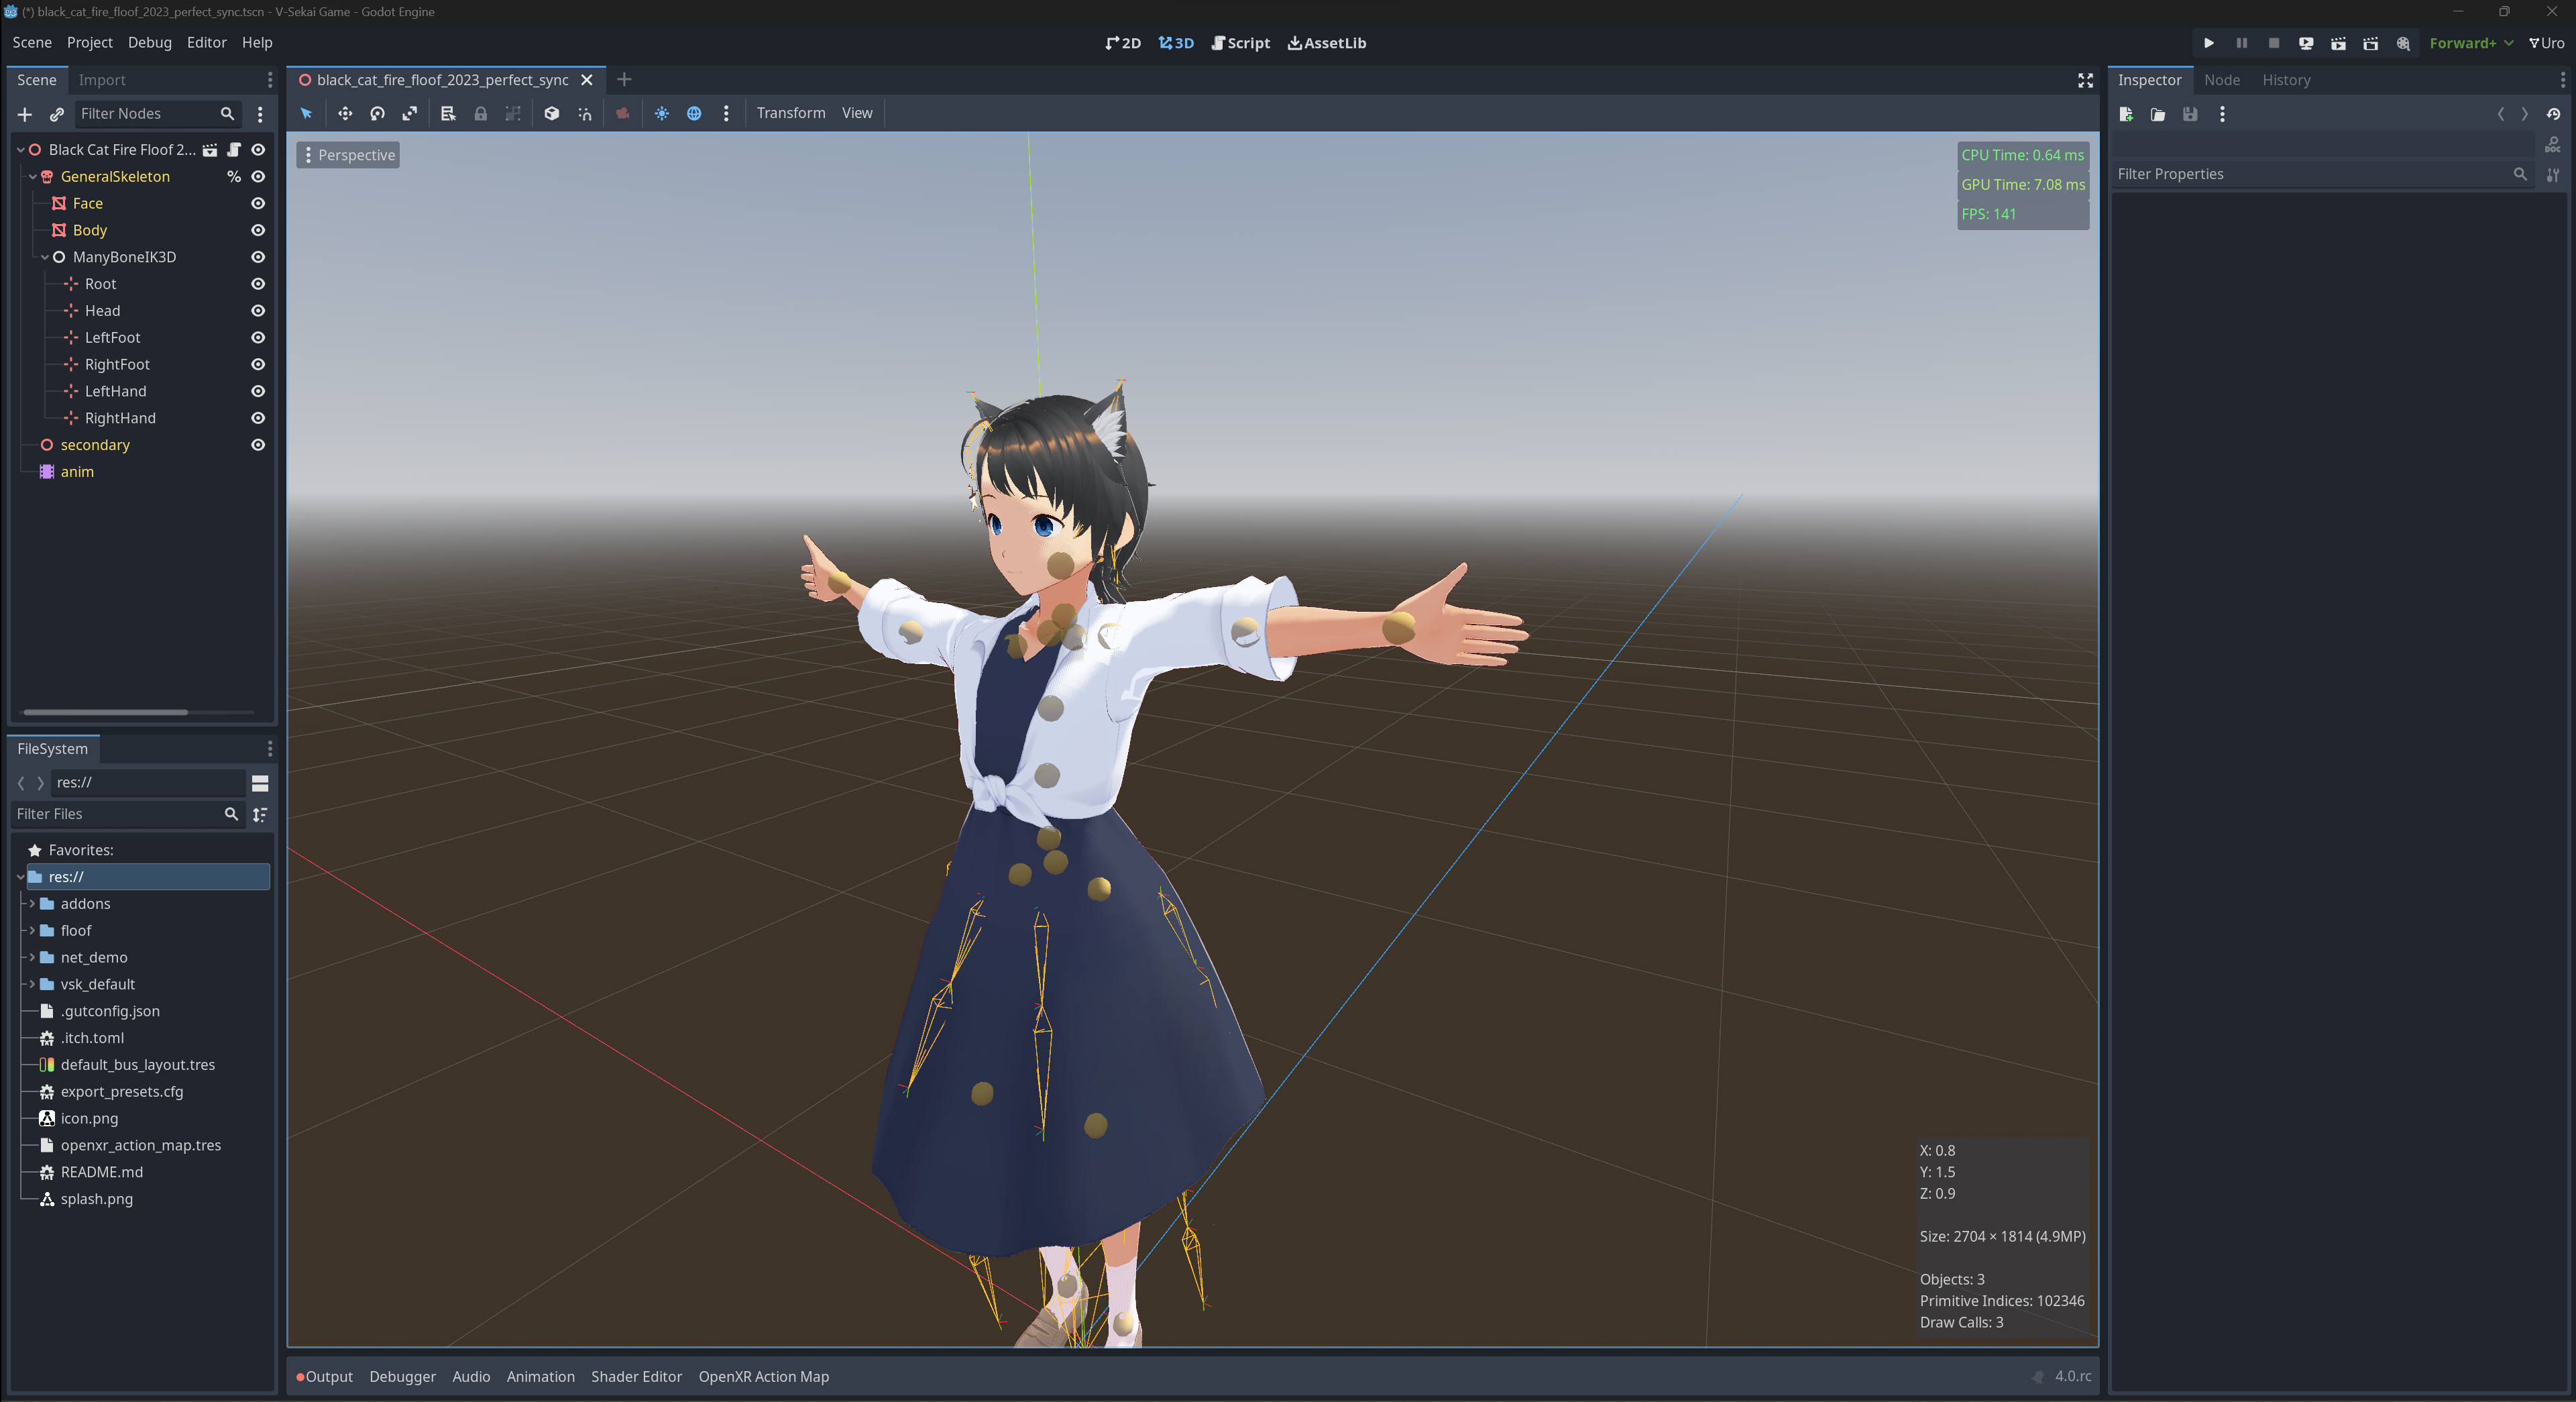 (*) black_cat_fire_floof_2023_perfect_sync.tscn - V-Sekai Game - Godot Engine
Scene Project Debug Editor Help
2D 3D Script AssetLib
Forward+ Uro
Scene Import
black_cat_fire_floof_2023_perfect_sync
Inspector Node History
Filter Nodes
Transform View
Black Cat Fire Floof 2...
GeneralSkeleton %
Face
Body
ManyBoneIK3D
Root
Head
LeftFoot
RightFoot
LeftHand
RightHand
secondary
anim
Perspective
CPU Time: 0.64 ms
GPU Time: 7.08 ms
FPS: 141
DOC
Filter Properties
FileSystem
res://
Filter Files
Favorites:
res://
addons
floof
net_demo
vsk_default
.gutconfig.json
.itch.toml
default_bus_layout.tres
export_presets.cfg
icon.png
openxr_action_map.tres
README.md
splash.png
X: 0.8
Y: 1.5
Z: 0.9
Size: 2704 × 1814 (4.9MP)
Objects: 3
Primitive Indices: 102346
Draw Calls: 3
Output Debugger Audio Animation Shader Editor OpenXR Action Map
4.0.rc